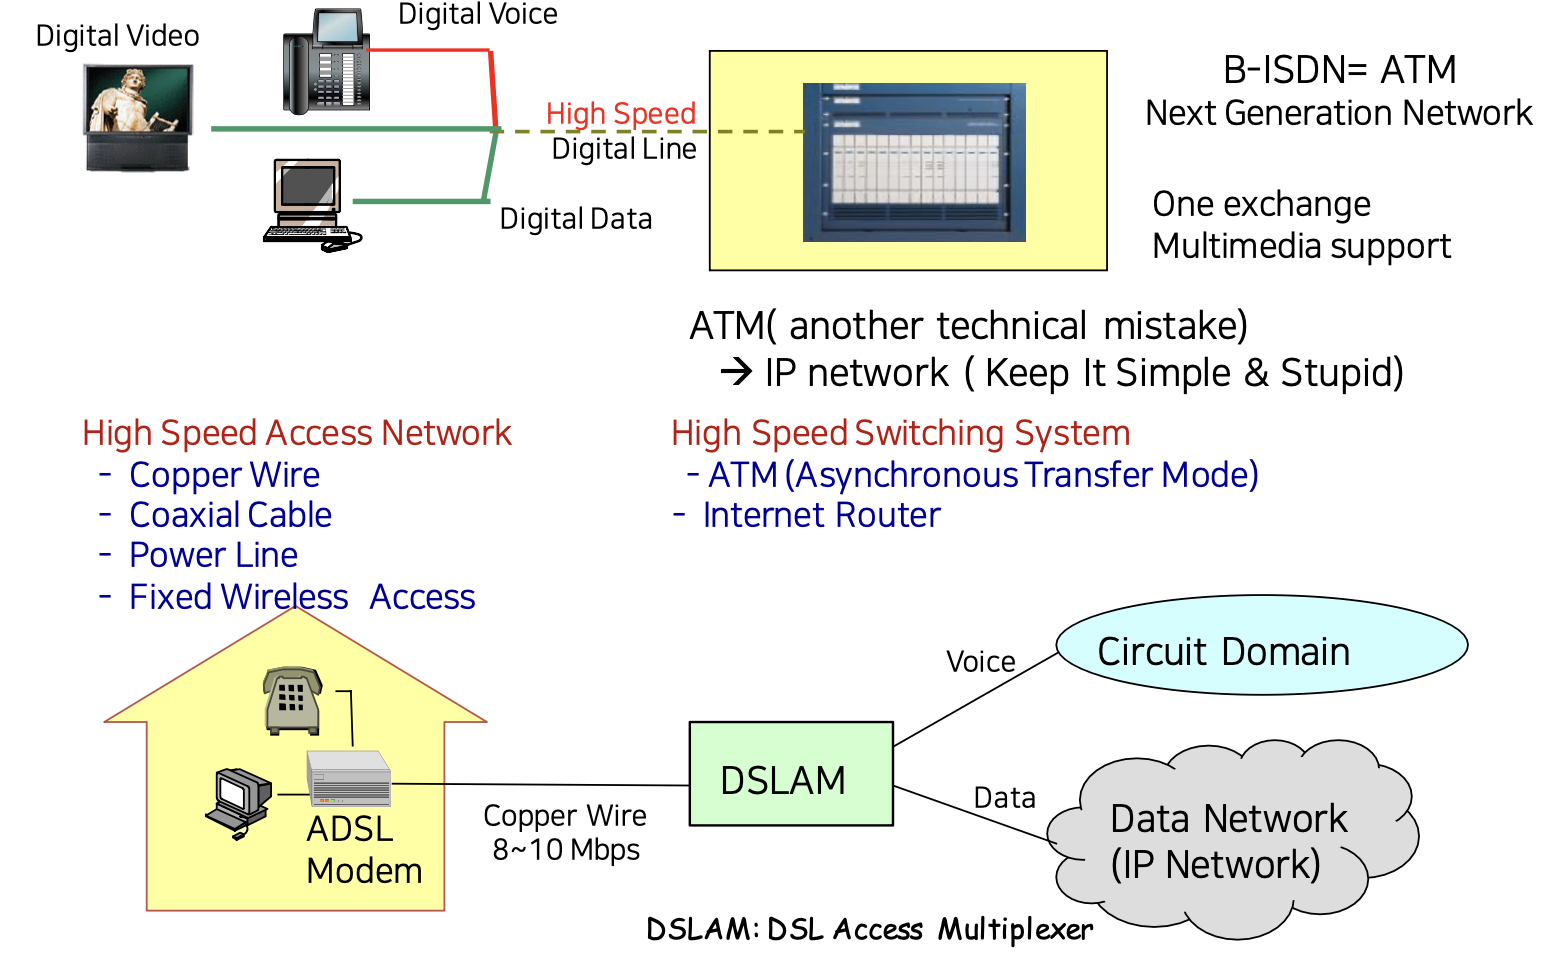 Digital Voice
Digital Video
High Speed
Digital Line
Digital Data
B-ISDN= ATM
Next Generation Network
One exchange
Multimedia support
ATM( another technical mistake)
→ IP network ( Keep It Simple & Stupid)
High Speed Access Network
- Copper Wire
- Coaxial Cable
- Power Line
- Fixed Wireless Access
High Speed Switching System
- ATM (Asynchronous Transfer Mode)
- Internet Router
ADSL
Modem
Copper Wire
8~10 Mbps
DSLAM
Voice
Circuit Domain
Data
Data Network
(IP Network)
DSLAM: DSL Access Multiplexer